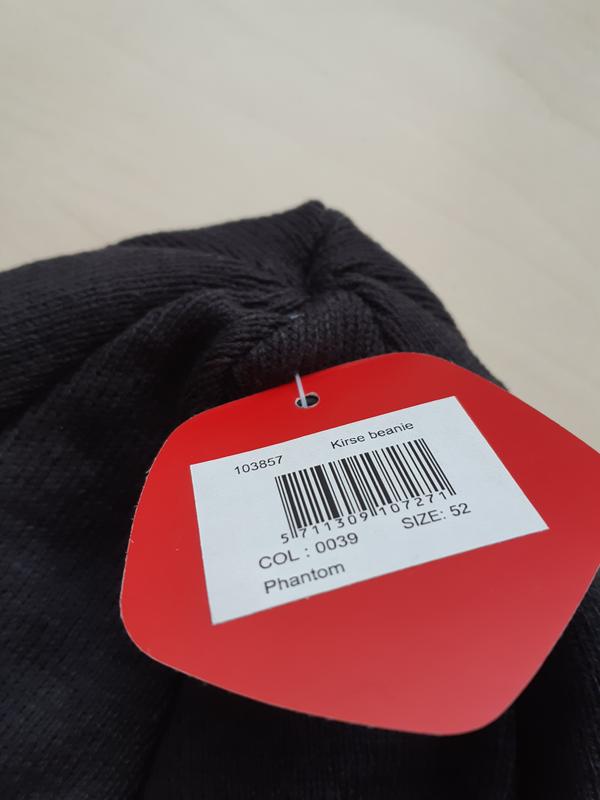 103857 Kirse beanie
5 711309 107271
COL : 0039 SIZE: 52
Phantom